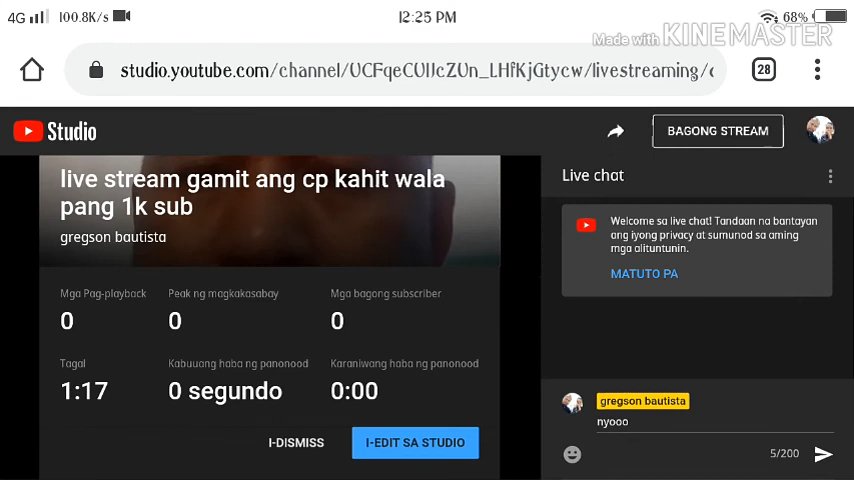 4G 100.8K/s 12:25 PM 68%
Made with KINEMASTER
studio.youtube.com/channel/UCFqeCUJcZUn_LHfKjGtycw/livestreaming/
28
Studio
BAGONG STREAM
live stream gamit ang cp kahit wala
pang 1k sub
gregson bautista
Mga Pag-playback
0
Peak ng magkakasabay
0
Mga bagong subscriber
0
Tagal
1:17
Kabuuang haba ng panonood
0 segundo
Karaniwang haba ng panonood
0:00
I-DISMISS
I-EDIT SA STUDIO
Live chat
Welcome sa live chat! Tandaan na bantayan
ang iyong privacy at sumunod sa aming
mga alituntunin.
MATUTO PA
gregson bautista
nyooo
5/200